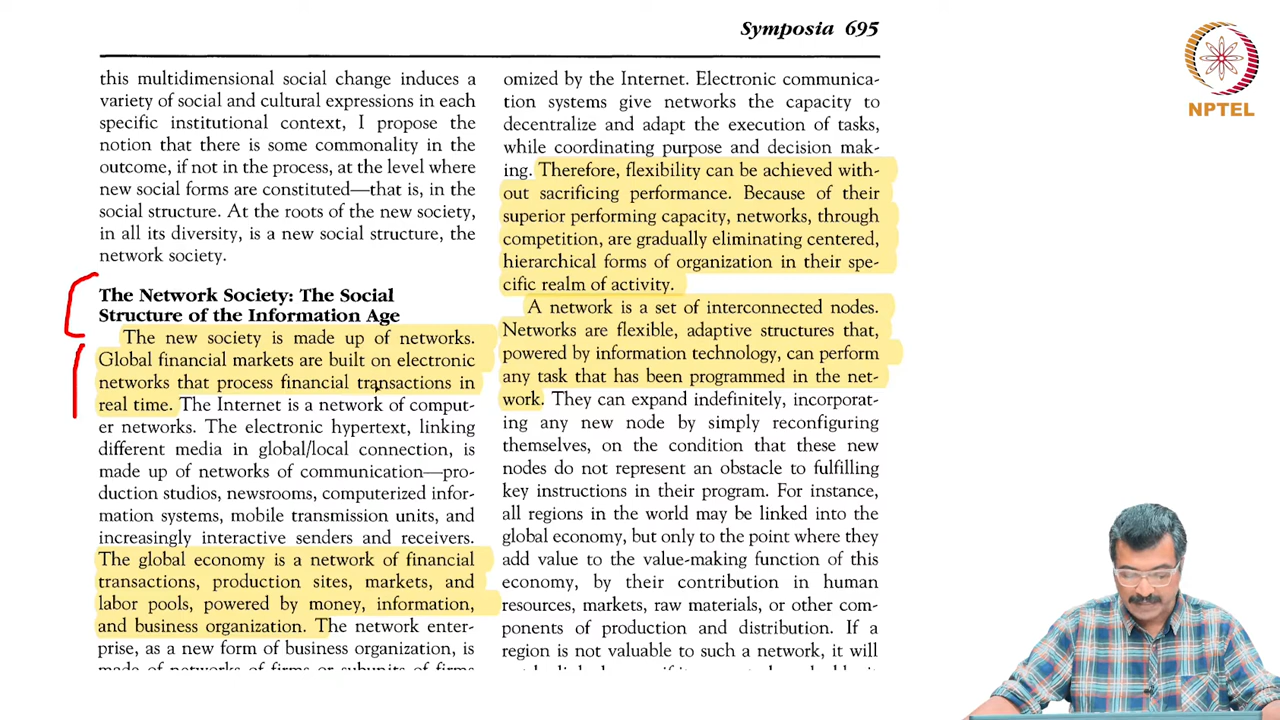 Symposia 695
this multidimensional social change induces a
variety of social and cultural expressions in each
specific institutional context, I propose the
notion that there is some commonality in the
outcome, if not in the process, at the level where
new social forms are constituted—that is, in the
social structure. At the roots of the new society,
in all its diversity, is a new social structure, the
network society.
The Network Society: The Social
Structure of the Information Age
The new society is made up of networks.
Global financial markets are built on electronic
networks that process financial transactions in
real time. The Internet is a network of comput-
er networks. The electronic hypertext, linking
different media in global/local connection, is
made up of networks of communication—pro-
duction studios, newsrooms, computerized infor-
mation systems, mobile transmission units, and
increasingly interactive senders and receivers.
The global economy is a network of financial
transactions, production sites, markets, and
labor pools, powered by money, information,
and business organization. The network enter-
prise, as a new form of business organization, is
made of networks of firms or subunits of firms
omized by the Internet. Electronic communica-
tion systems give networks the capacity to
decentralize and adapt the execution of tasks,
while coordinating purpose and decision mak-
ing. Therefore, flexibility can be achieved with-
out sacrificing performance. Because of their
superior performing capacity, networks, through
competition, are gradually eliminating centered,
hierarchical forms of organization in their spe-
cific realm of activity.
A network is a set of interconnected nodes.
Networks are flexible, adaptive structures that,
powered by information technology, can perform
any task that has been programmed in the net-
work. They can expand indefinitely, incorporat-
ing any new node by simply reconfiguring
themselves, on the condition that these new
nodes do not represent an obstacle to fulfilling
key instructions in their program. For instance,
all regions in the world may be linked into the
global economy, but only to the point where they
add value to the value-making function of this
economy, by their contribution in human
resources, markets, raw materials, or other com-
ponents of production and distribution. If a
region is not valuable to such a network, it will
NPTEL